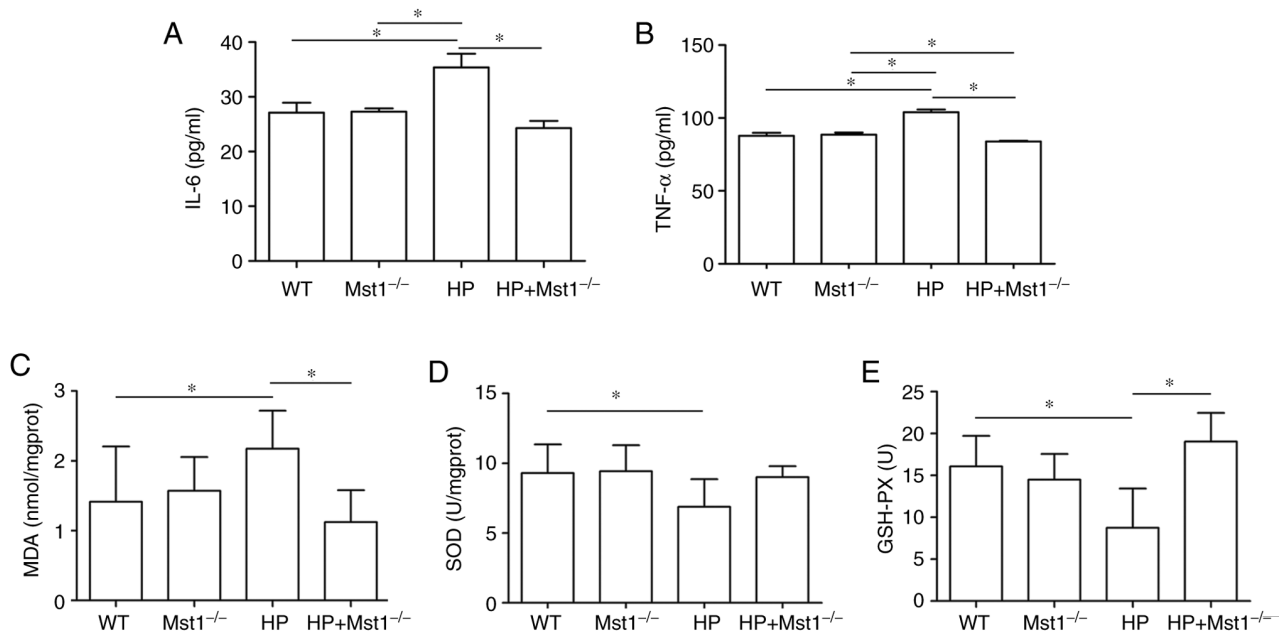 A
IL-6 (pg/ml)
40
30
20
10
0
* * *
WT Mst1⁻/⁻ HP HP+Mst1⁻/⁻
B
TNF-α (pg/ml)
150
100
50
0
* * * *
WT Mst1⁻/⁻ HP HP+Mst1⁻/⁻
C
MDA (nmol/mgprot)
3
2
1
0
* *
WT Mst1⁻/⁻ HP HP+Mst1⁻/⁻
D
SOD (U/mgprot)
15
10
5
0
*
WT Mst1⁻/⁻ HP HP+Mst1⁻/⁻
E
GSH-PX (U)
25
20
15
10
5
0
* *
WT Mst1⁻/⁻ HP HP+Mst1⁻/⁻